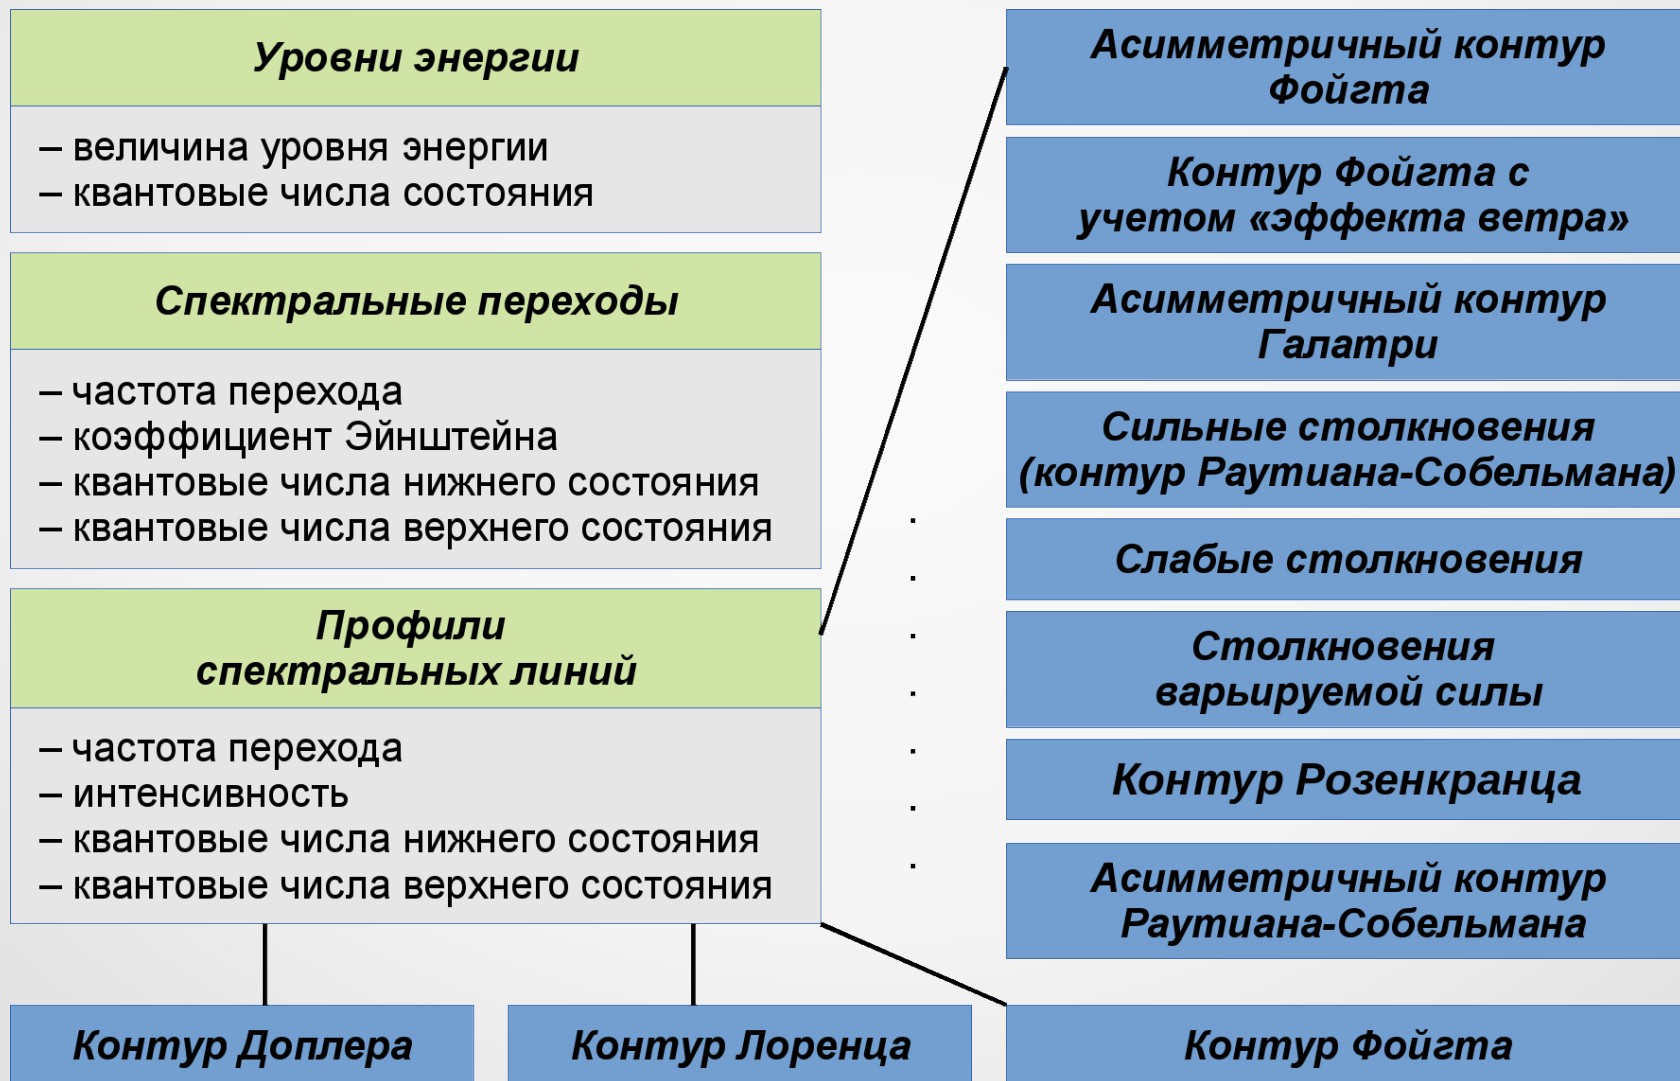 Уровни энергии
– величина уровня энергии
– квантовые числа состояния
Спектральные переходы
– частота перехода
– коэффициент Эйнштейна
– квантовые числа нижнего состояния
– квантовые числа верхнего состояния
Профили
спектральных линий
– частота перехода
– интенсивность
– квантовые числа нижнего состояния
– квантовые числа верхнего состояния
Асимметричный контур
Фойгта
Контур Фойгта с
учетом «эффекта ветра»
Асимметричный контур
Галатри
Сильные столкновения
(контур Раутиана-Собельмана)
Слабые столкновения
Столкновения
варьируемой силы
Контур Розенкранца
Асимметричный контур
Раутиана-Собельмана
Контур Доплера
Контур Лоренца
Контур Фойгта